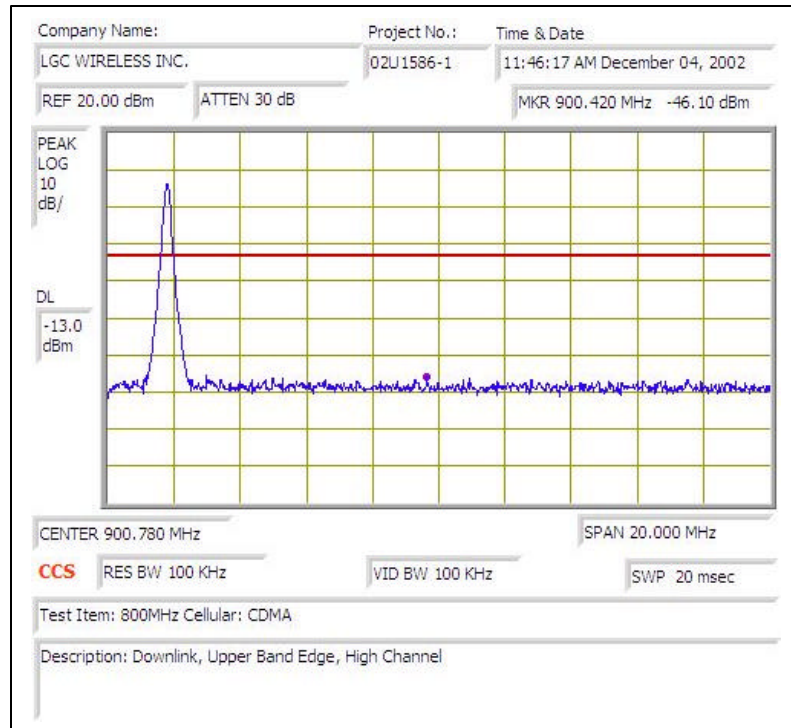 Company Name: Project No.: Time & Date
LGC WIRELESS INC. 02U1586-1 11:46:17 AM December 04, 2002
REF 20.00 dBm ATTEN 30 dB MKR 900.420 MHz -46.10 dBm
PEAK
LOG
10
dB/
DL
-13.0
dBm
CENTER 900.780 MHz SPAN 20.000 MHz
CCS RES BW 100 KHz VID BW 100 KHz SWP 20 msec
Test Item: 800MHz Cellular: CDMA
Description: Downlink, Upper Band Edge, High Channel